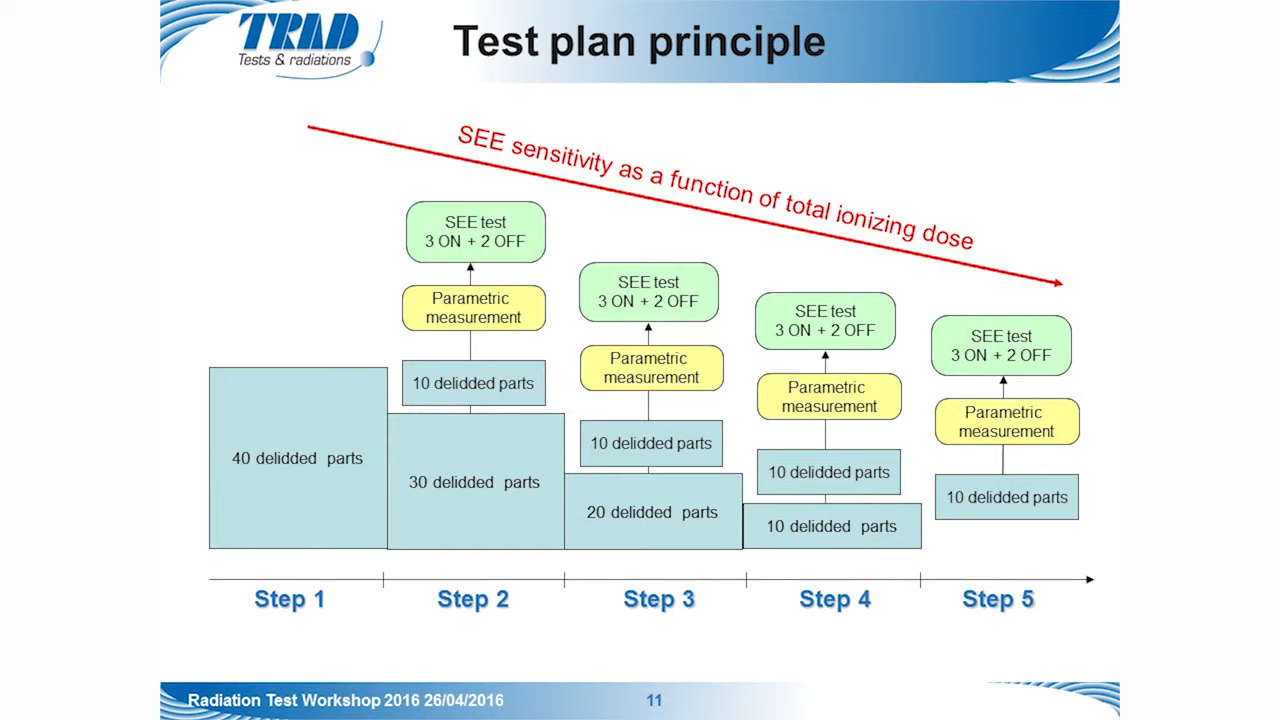 TRAD
Tests & radiations
Test plan principle
SEE sensitivity as a function of total ionizing dose
SEE test
3 ON + 2 OFF
Parametric
measurement
10 delidded parts
SEE test
3 ON + 2 OFF
Parametric
measurement
10 delidded parts
SEE test
3 ON + 2 OFF
Parametric
measurement
10 delidded parts
SEE test
3 ON + 2 OFF
Parametric
measurement
10 delidded parts
40 delidded parts
30 delidded parts
20 delidded parts
10 delidded parts
Step 1
Step 2
Step 3
Step 4
Step 5
Radiation Test Workshop 2016 26/04/2016
11